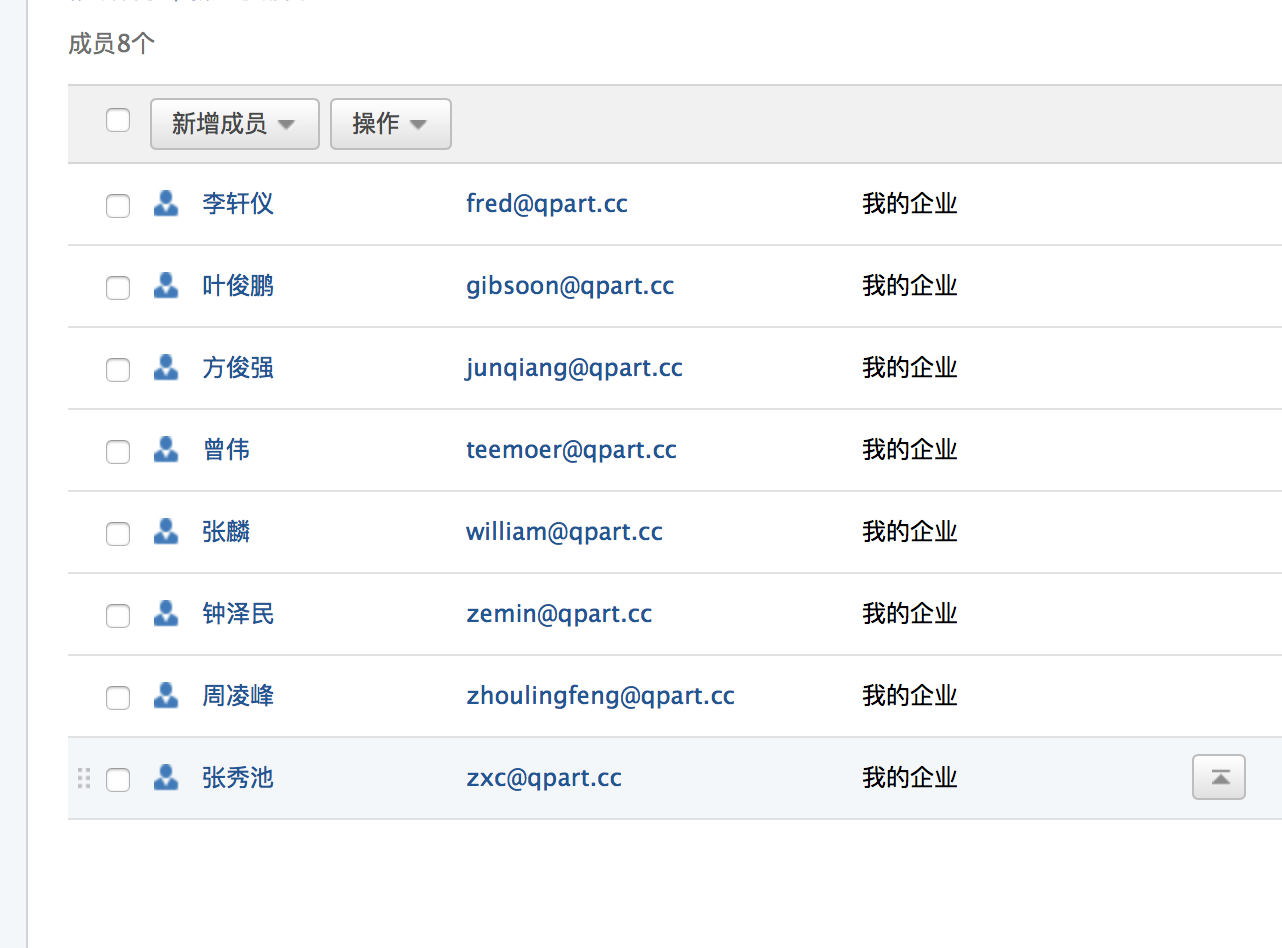 成员8个
新增成员 操作
李轩仪 fred@qpart.cc 我的企业
叶俊鹏 gibsoon@qpart.cc 我的企业
方俊强 junqiang@qpart.cc 我的企业
曾伟 teemoer@qpart.cc 我的企业
张麟 william@qpart.cc 我的企业
钟泽民 zemin@qpart.cc 我的企业
周凌峰 zhoulingfeng@qpart.cc 我的企业
张秀池 zxc@qpart.cc 我的企业